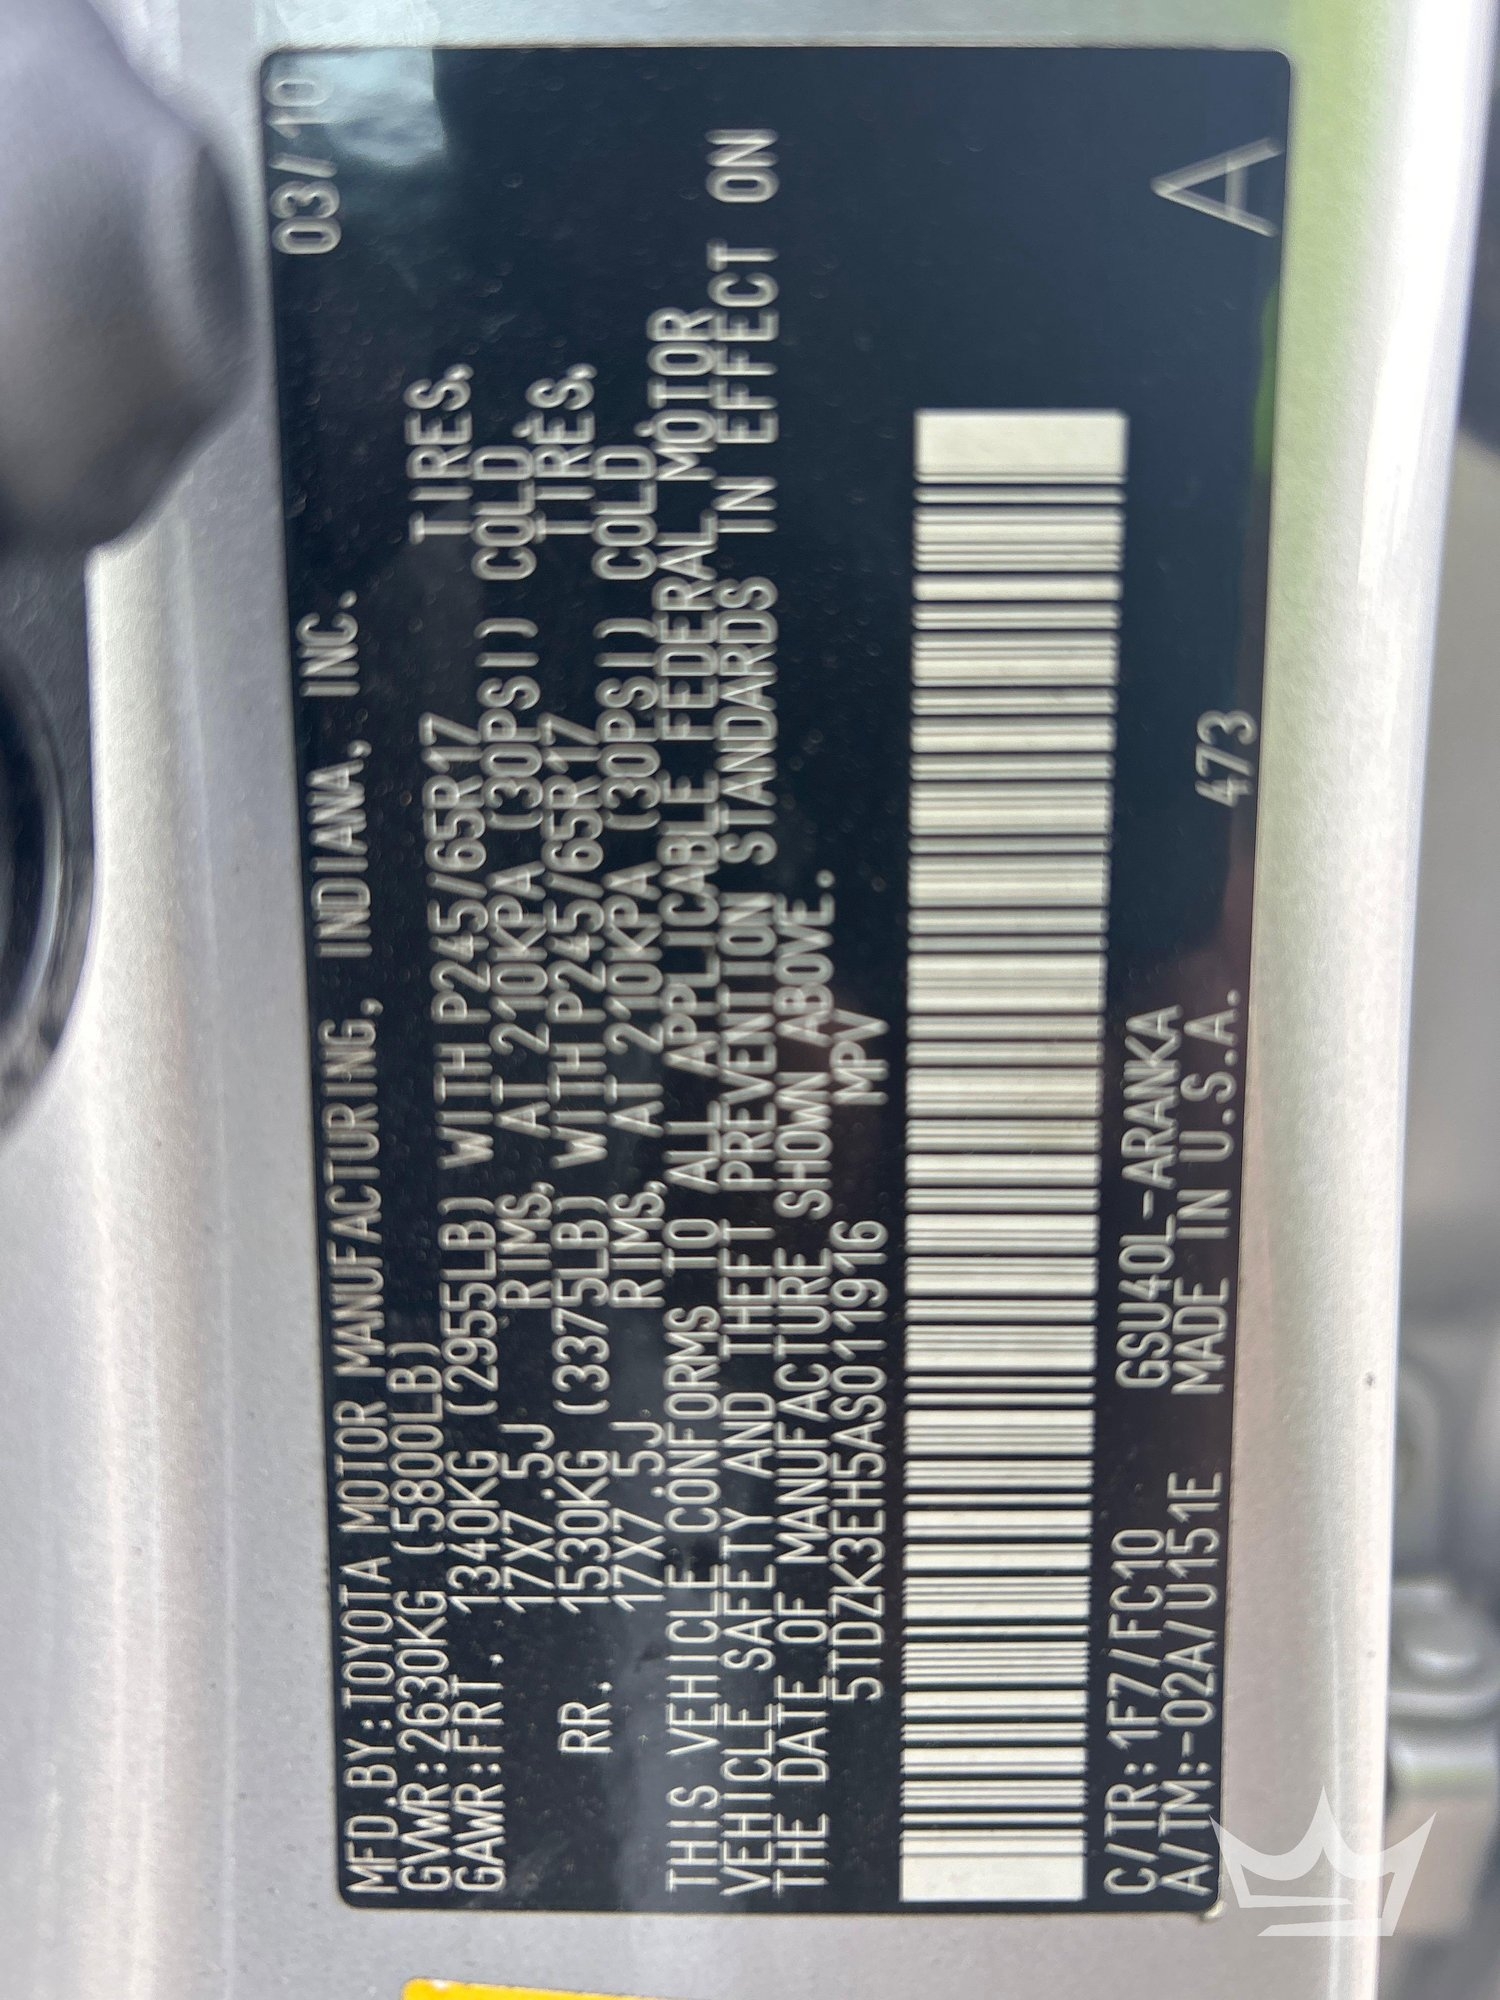 MFD.BY:TOYOTA MOTOR MANUFACTURING, INDIANA, INC. 03/10
GVWR:2630KG (5800LB)
GAWR:FRT. 1340KG (2955LB) WITH P245/65R17 TIRES,
17X7.5J RIMS, AT 210KPA (30PSI) COLD
RR. 1530KG (3375LB) WITH P245/65R17 TIRES,
17X7.5J RIMS, AT 210KPA (30PSI) COLD.
THIS VEHICLE CONFORMS TO ALL APPLICABLE FEDERAL MOTOR
VEHICLE SAFETY AND THEFT PREVENTION STANDARDS IN EFFECT ON
THE DATE OF MANUFACTURE SHOWN ABOVE.
5TDZK3EH5AS011916 MPV
C/TR:1F7/FC10 GSU40L-ARANKA
A/TM:-02A/U151E MADE IN U.S.A. 473 A